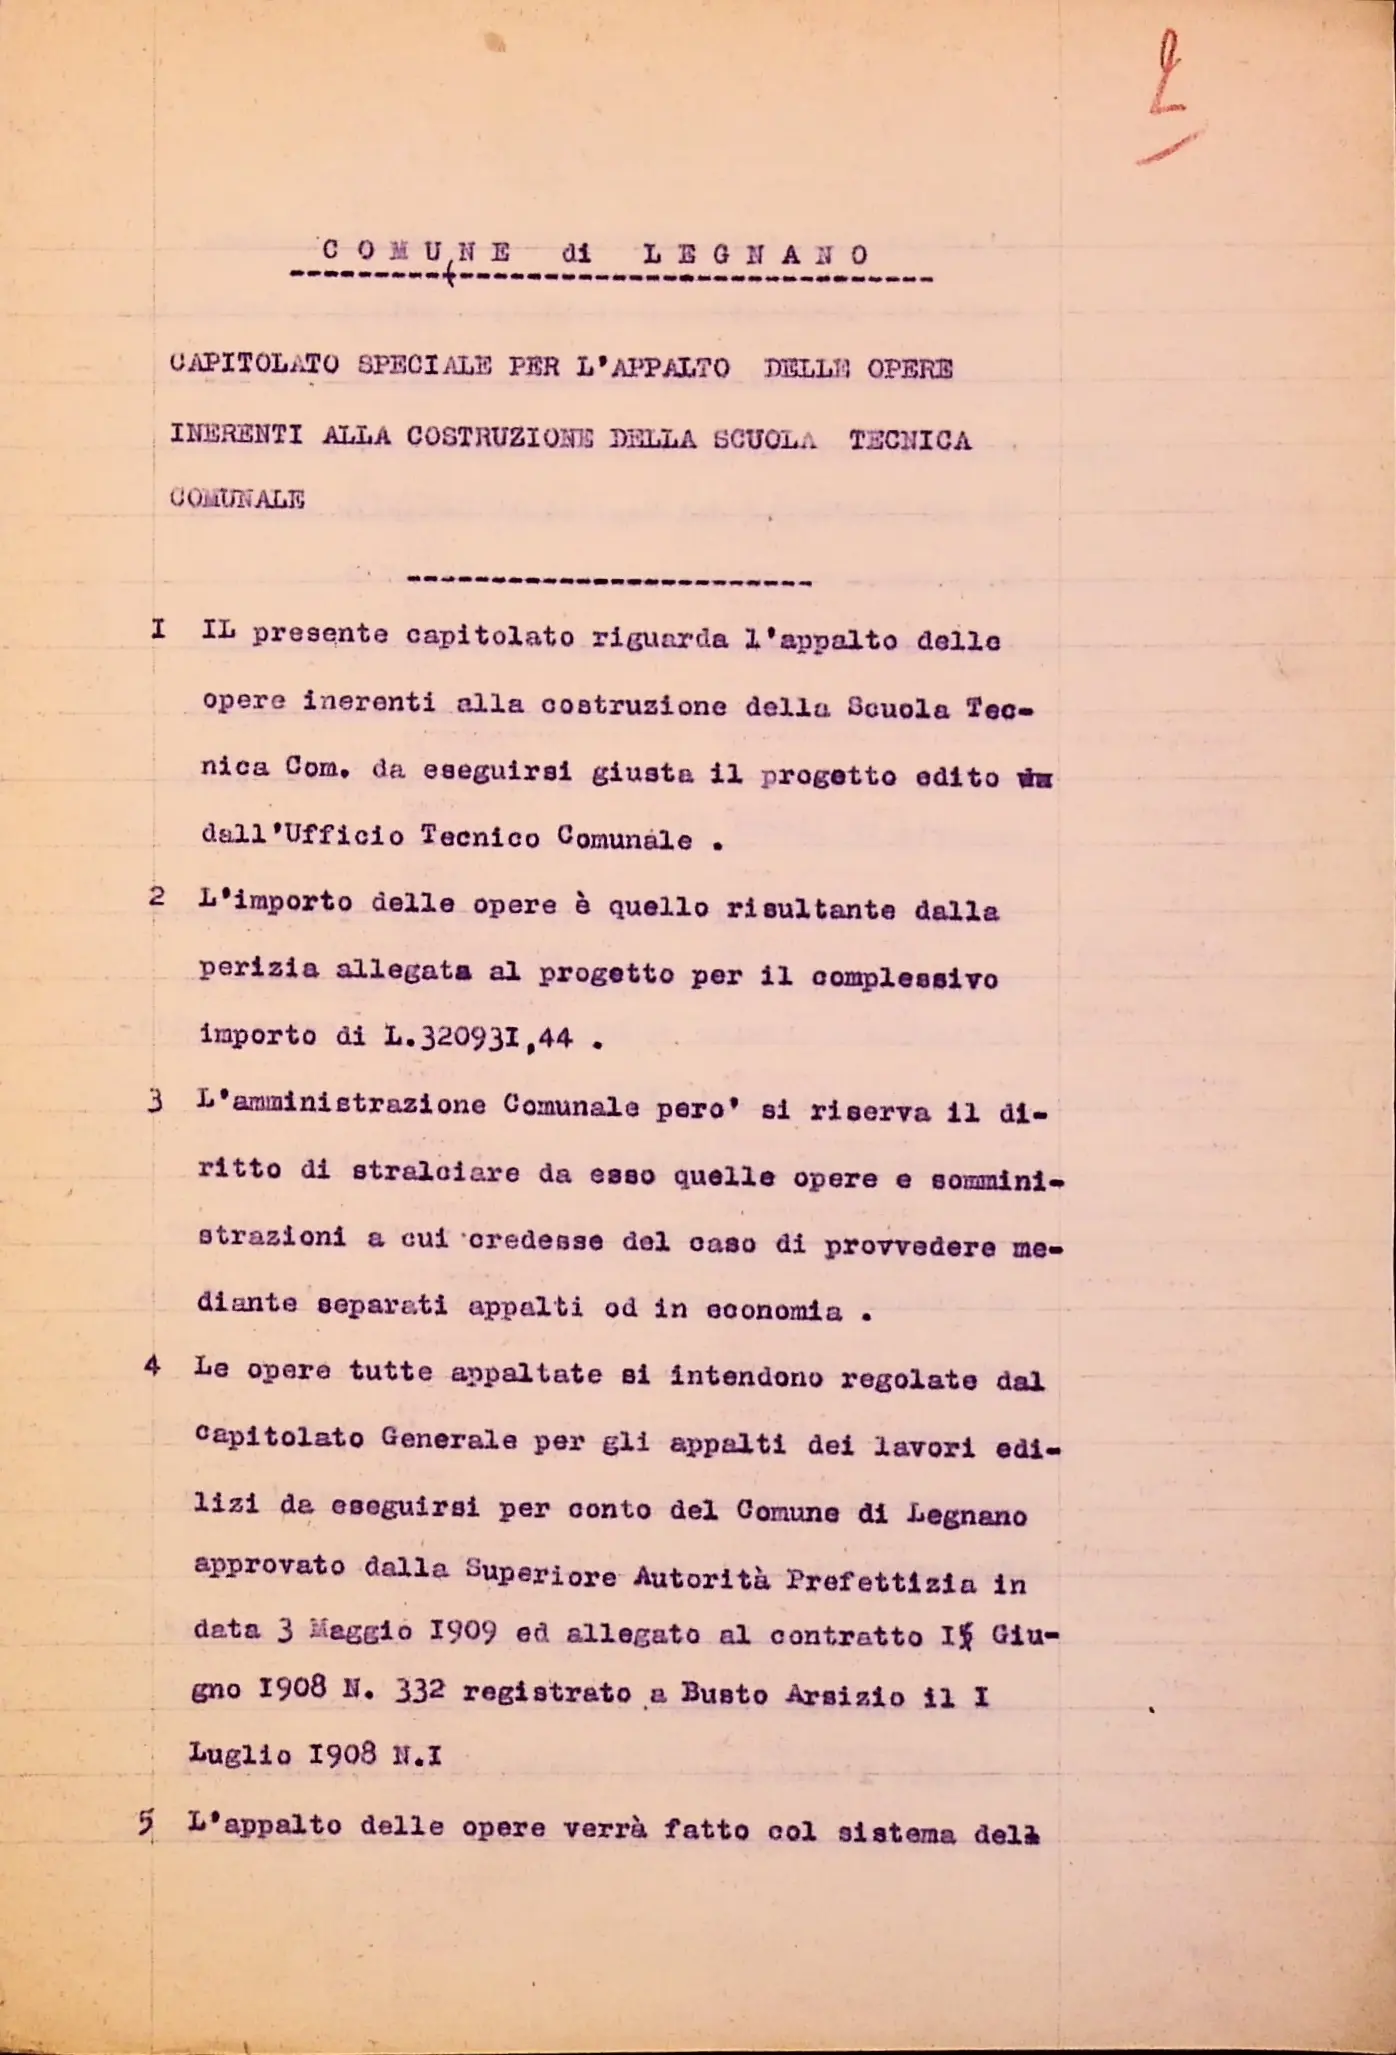 2
COMUNE di LEGNANO
CAPITOLATO SPECIALE PER L'APPALTO DELLE OPERE
INERENTI ALLA COSTRUZIONE DELLA SCUOLA TECNICA
COMUNALE
I IL presente capitolato riguarda l'appalto delle
opere inerenti alla costruzione della Scuola Tec-
nica Com. da eseguirsi giusta il progetto edito
dall'Ufficio Tecnico Comunale .
2 L'importo delle opere è quello risultante dalla
perizia allegata al progetto per il complessivo
importo di L.320931,44 .
3 L'amministrazione Comunale pero' si riserva il di-
ritto di stralciare da esso quelle opere e sommini-
strazioni a cui credesse del caso di provvedere me-
diante separati appalti od in economia .
4 Le opere tutte appaltate si intendono regolate dal
Capitolato Generale per gli appalti dei lavori edi-
lizi da eseguirsi per conto del Comune di Legnano
approvato dalla Superiore Autorità Prefettizia in
data 3 Maggio I909 ed allegato al contratto Giu-
gno I908 N. 332 registrato a Busto Arsizio il I
Luglio I908 N.I
5 L'appalto delle opere verrà fatto col sistema dell